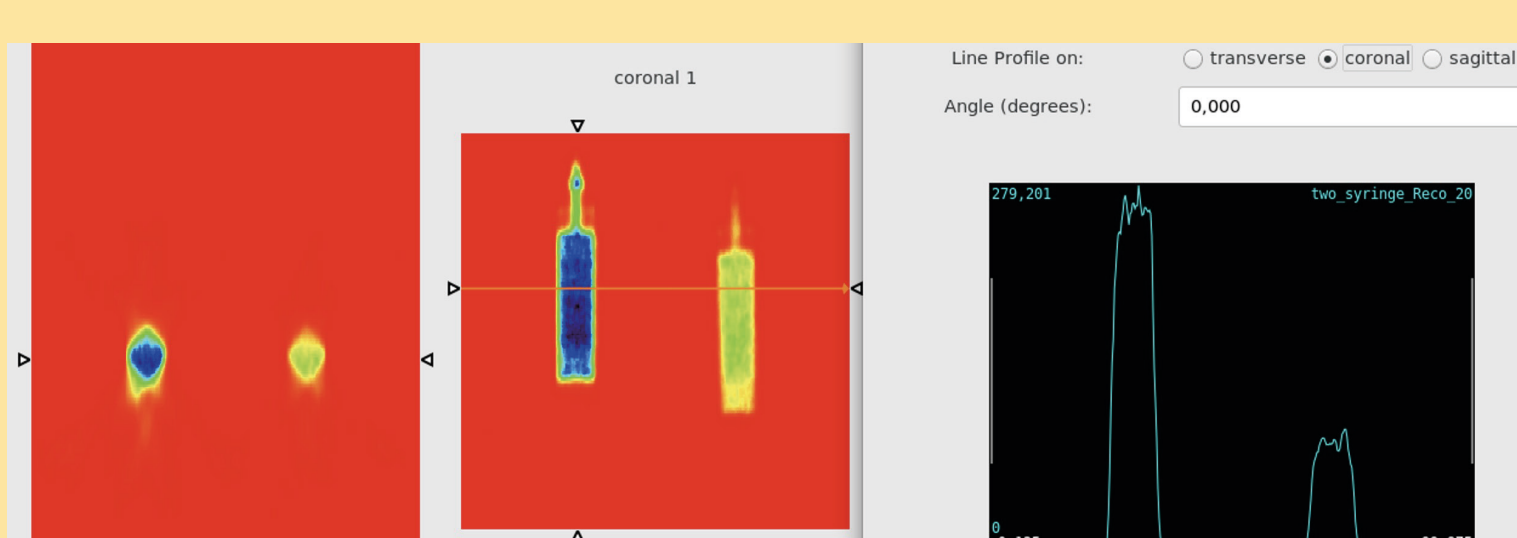 coronal 1
Line Profile on:
transverse
coronal
sagittal
Angle (degrees):
0,000
279,201
two_syringe_Reco_20
0